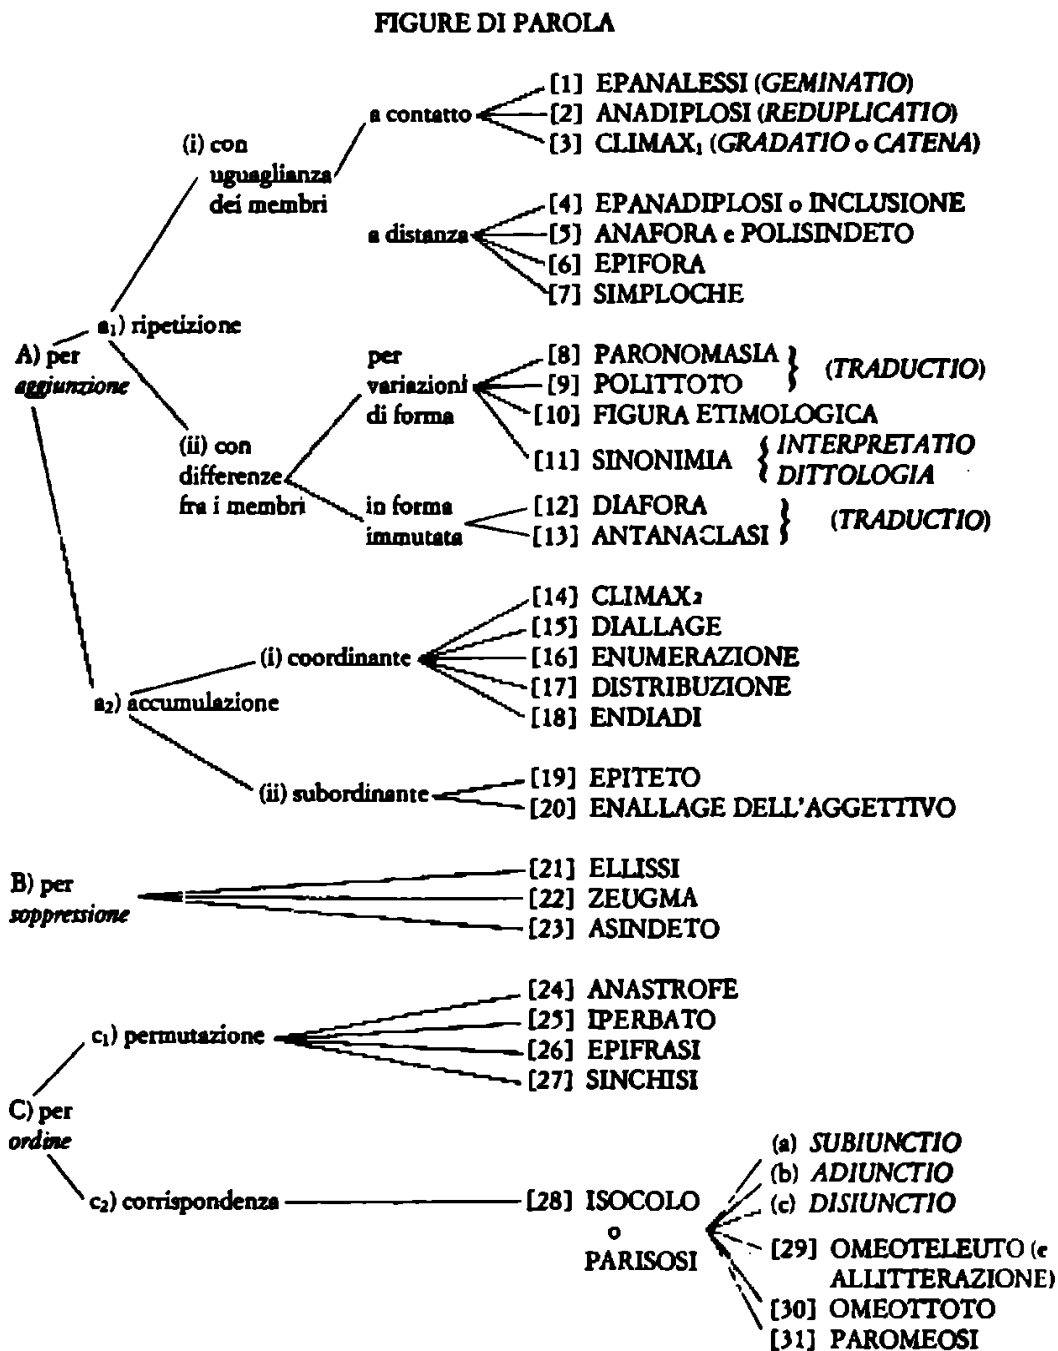 FIGURE DI PAROLA
[1] EPANALESSI (GEMINATIO)
a contatto
[2] ANADIPLOSI (REDUPLICATIO)
(i) con
uguaglianza
dei membri
[3] CLIMAX₁ (GRADATIO o CATENA)
[4] EPANADIPLOSI o INCLUSIONE
a distanza
[5] ANAFORA e POLISINDETO
[6] EPIFORA
[7] SIMPLOCHE
a₁) ripetizione
A) per
aggiunzione
per
variazioni
di forma
[8] PARONOMASIA
[9] POLITTOTO
(TRADUCTIO)
[10] FIGURA ETIMOLOGICA
(ii) con
differenze
fra i membri
[11] SINONIMIA
INTERPRETATIO
DITTOLOGIA
in forma
immutata
[12] DIAFORA
[13] ANTANACLASI
(TRADUCTIO)
[14] CLIMAX₂
[15] DIALLAGE
(i) coordinante
[16] ENUMERAZIONE
[17] DISTRIBUZIONE
a₂) accumulazione
[18] ENDIADI
(ii) subordinante
[19] EPITETO
[20] ENALLAGE DELL'AGGETTIVO
B) per
soppressione
[21] ELLISSI
[22] ZEUGMA
[23] ASINDETO
[24] ANASTROFE
c₁) permutazione
[25] IPERBATO
[26] EPIFRASI
[27] SINCHISI
C) per
ordine
c₂) corrispondenza
[28] ISOCOLO
o
PARISOSI
(a) SUBIUNCTIO
(b) ADIUNCTIO
(c) DISIUNCTIO
[29] OMEOTELEUTO (e
ALLITTERAZIONE)
[30] OMEOTTOTO
[31] PAROMEOSI